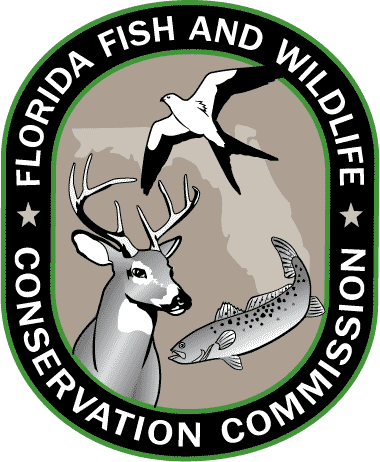 FLORIDA FISH AND WILDLIFE
CONSERVATION COMMISSION